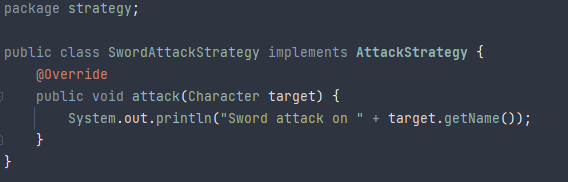 package strategy;
public class SwordAttackStrategy implements AttackStrategy {
@Override
public void attack(Character target) {
System.out.println("Sword attack on " + target.getName());
}
}